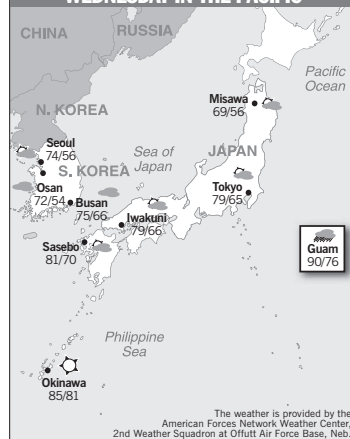 WEDNESDAY IN THE PACIFIC
CHINA
RUSSIA
Pacific
Ocean
N. KOREA
Misawa
69/56
Seoul
74/56
S. KOREA
Sea of
Japan
JAPAN
Osan
72/54
Busan
75/66
Tokyo
79/65
Iwakuni
79/66
Sasebo
81/70
Guam
90/76
Philippine
Sea
Okinawa
85/81
The weather is provided by the
American Forces Network Weather Center,
2nd Weather Squadron at Offutt Air Force Base, Neb.